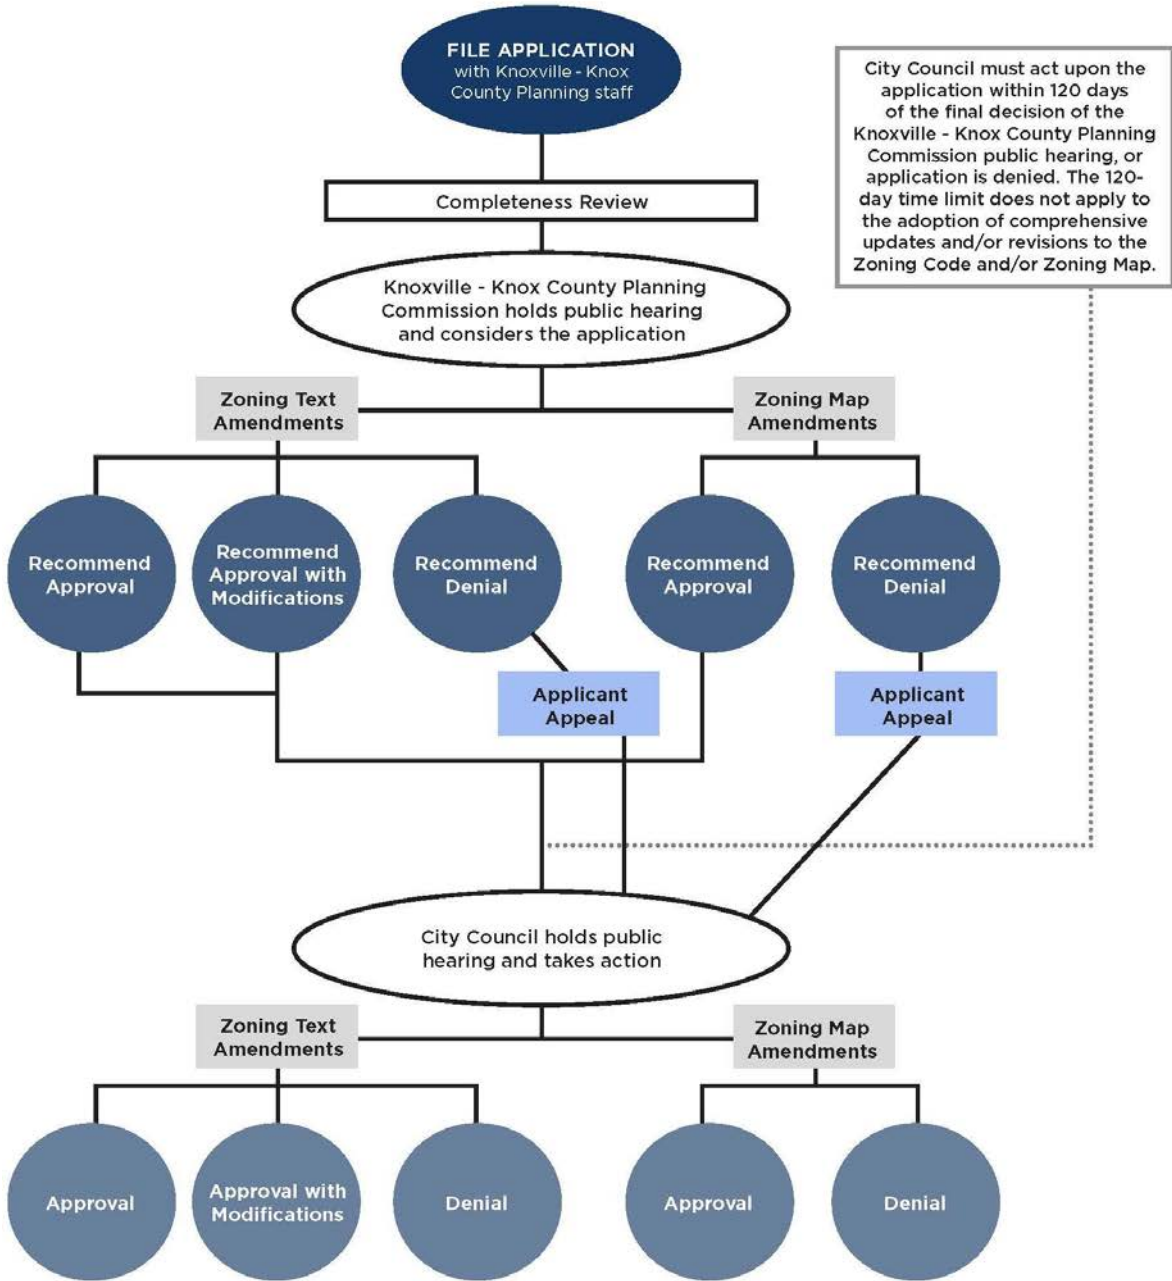 FILE APPLICATION
with Knoxville - Knox
County Planning staff
City Council must act upon the
application within 120 days
of the final decision of the
Knoxville - Knox County Planning
Commission public hearing, or
application is denied. The 120-
day time limit does not apply to
the adoption of comprehensive
updates and/or revisions to the
Zoning Code and/or Zoning Map.
Completeness Review
Knoxville - Knox County Planning
Commission holds public hearing
and considers the application
Zoning Text
Amendments
Zoning Map
Amendments
Recommend
Approval
Recommend
Approval with
Modifications
Recommend
Denial
Recommend
Approval
Recommend
Denial
Applicant
Appeal
Applicant
Appeal
City Council holds public
hearing and takes action
Zoning Text
Amendments
Zoning Map
Amendments
Approval
Approval with
Modifications
Denial
Approval
Denial